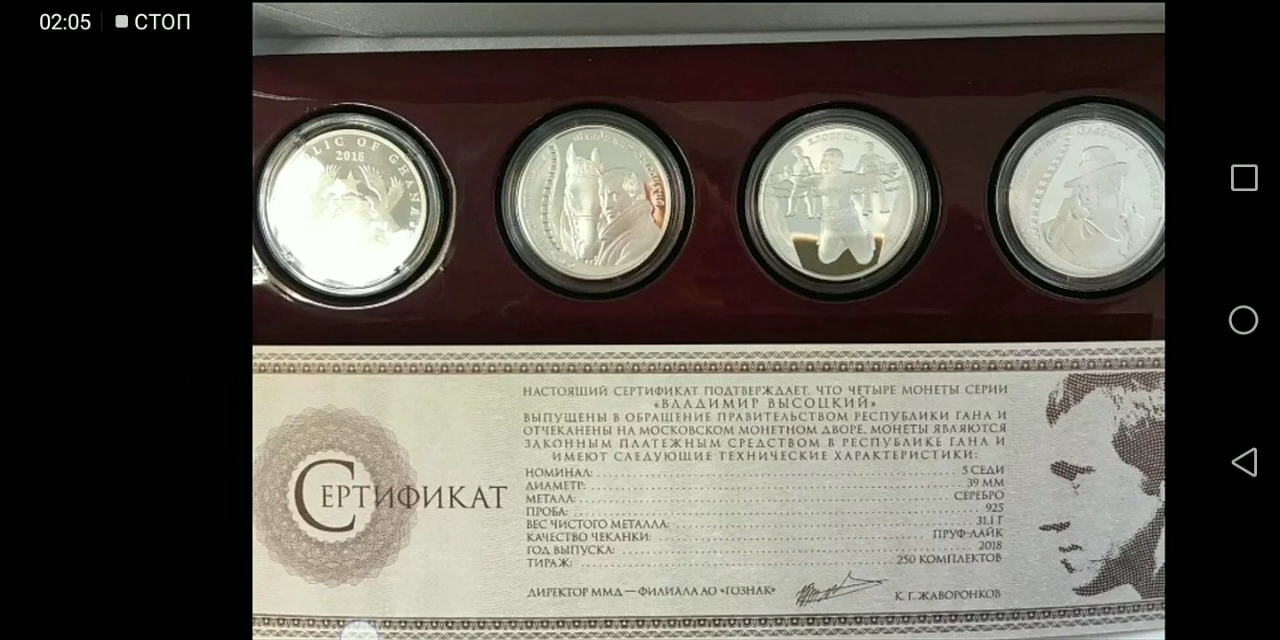 02:05 СТОП
LIC OF GHANA
2018
НАСТОЯЩИЙ СЕРТИФИКАТ ПОДТВЕРЖДАЕТ, ЧТО ЧЕТЫРЕ МОНЕТЫ СЕРИИ
«ВЛАДИМИР ВЫСОЦКИЙ»
ВЫПУЩЕНЫ В ОБРАЩЕНИЕ ПРАВИТЕЛЬСТВОМ РЕСПУБЛИКИ ГАНА И
ОТЧЕКАНЕНЫ НА МОСКОВСКОМ МОНЕТНОМ ДВОРЕ. МОНЕТЫ ЯВЛЯЮТСЯ
ЗАКОННЫМ ПЛАТЕЖНЫМ СРЕДСТВОМ В РЕСПУБЛИКЕ ГАНА И
ИМЕЮТ СЛЕДУЮЩИЕ ТЕХНИЧЕСКИЕ ХАРАКТЕРИСТИКИ:
НОМИНАЛ: 5 СЕДИ
ДИАМЕТР: 39 ММ
МЕТАЛЛ: СЕРЕБРО
ПРОБА: 925
ВЕС ЧИСТОГО МЕТАЛЛА: 31.1 Г
КАЧЕСТВО ЧЕКАНКИ: ПРУФ-ЛАЙК
ГОД ВЫПУСКА: 2018
ТИРАЖ: 250 КОМПЛЕКТОВ
СЕРТИФИКАТ
ДИРЕКТОР ММД — ФИЛИАЛА АО «ГОЗНАК» К. Г. ЖАВОРОНКОВ